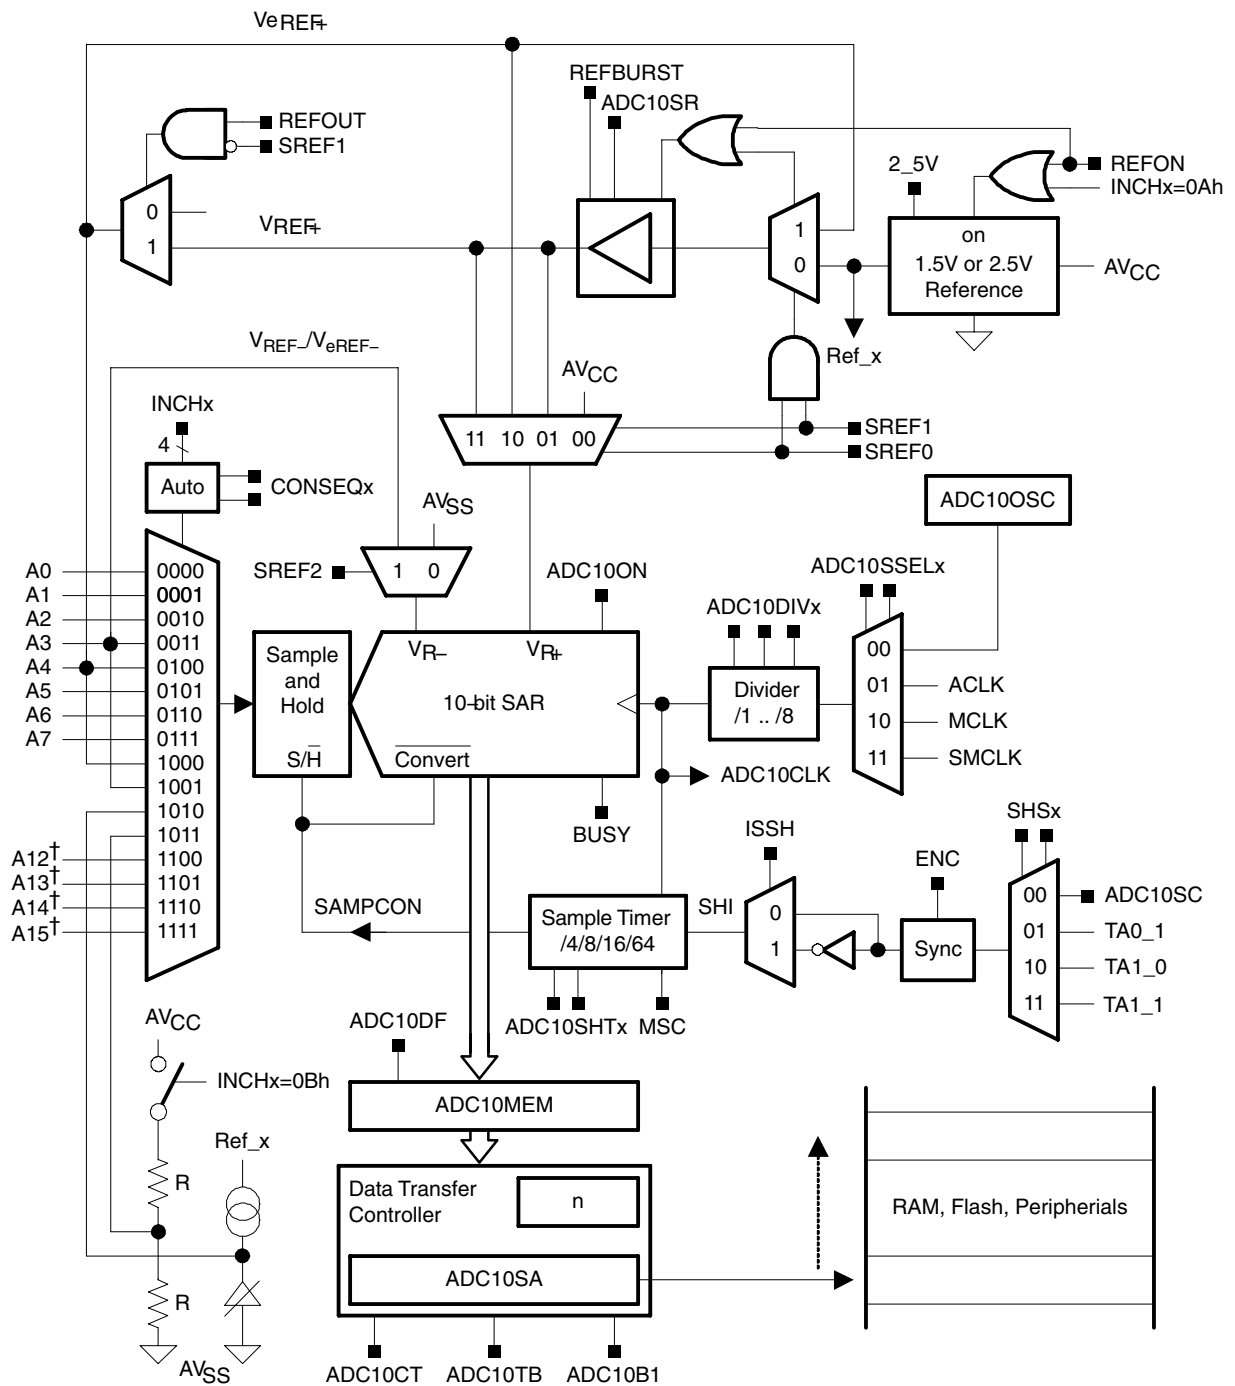 VeREF+
REFBURST
ADC10SR
REFOUT
SREF1
2_5V
REFON
INCHx=0Ah
0
1
VREF+
1
0
on
1.5V or 2.5V
Reference
AVCC
VREF−/VeREF−
Ref_x
AVCC
INCHx
4
11 10 01 00
SREF1
SREF0
Auto
CONSEQx
AVSS
ADC10OSC
SREF2
1 0
ADC10ON
ADC10SSELx
ADC10DIVx
A0 0000
A1 0001
A2 0010
A3 0011
A4 0100
A5 0101
A6 0110
A7 0111
1000
1001
1010
1011
A12† 1100
A13† 1101
A14† 1110
A15† 1111
Sample
and
Hold
S/H
VR−
VR+
10−bit SAR
Convert
Divider
/1 .. /8
00
01 ACLK
10 MCLK
11 SMCLK
ADC10CLK
BUSY
ISSH
SHSx
ENC
SAMPCON
Sample Timer
/4/8/16/64
SHI
0
1
Sync
00 ADC10SC
01 TA0_1
10 TA1_0
11 TA1_1
ADC10DF
ADC10SHTx MSC
AVCC
INCHx=0Bh
ADC10MEM
Ref_x
R
Data Transfer
Controller
n
RAM, Flash, Peripherials
ADC10SA
R
AVSS
ADC10CT ADC10TB ADC10B1